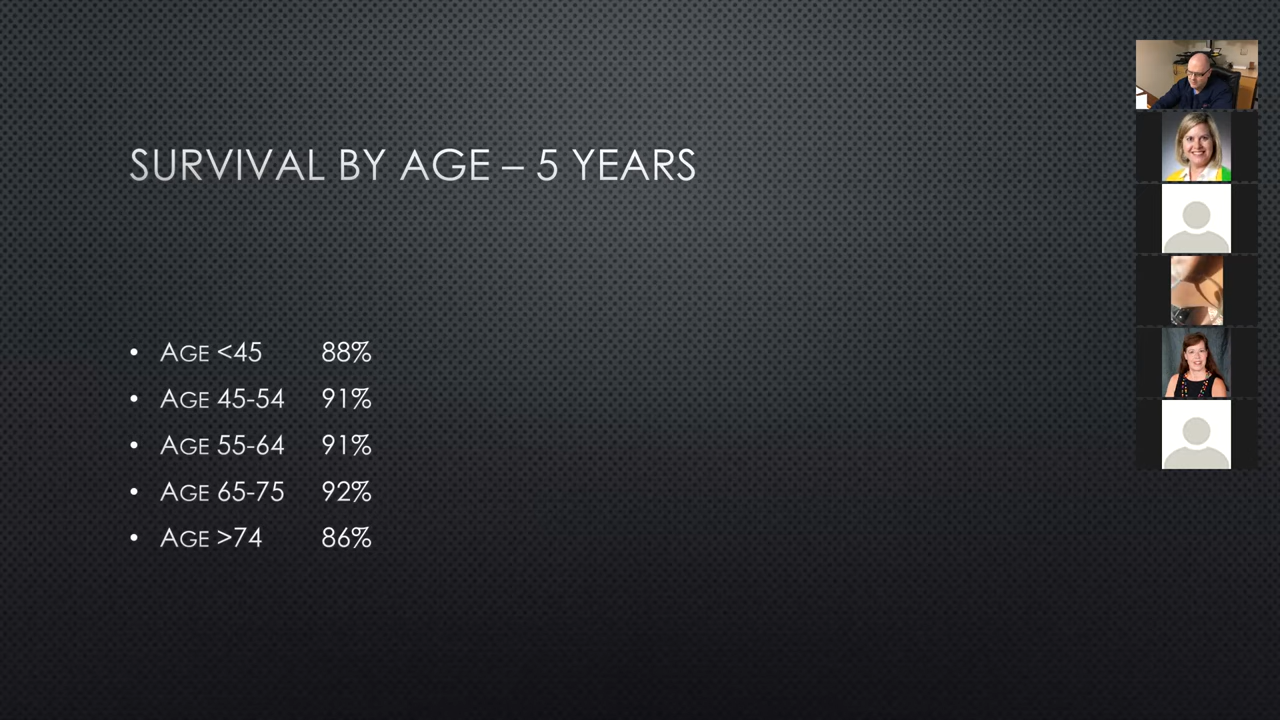 SURVIVAL BY AGE– 5 YEARS
• AGE <45 88%
• AGE 45-54 91%
• AGE 55-64 91%
• AGE 65-75 92%
• AGE >74 86%